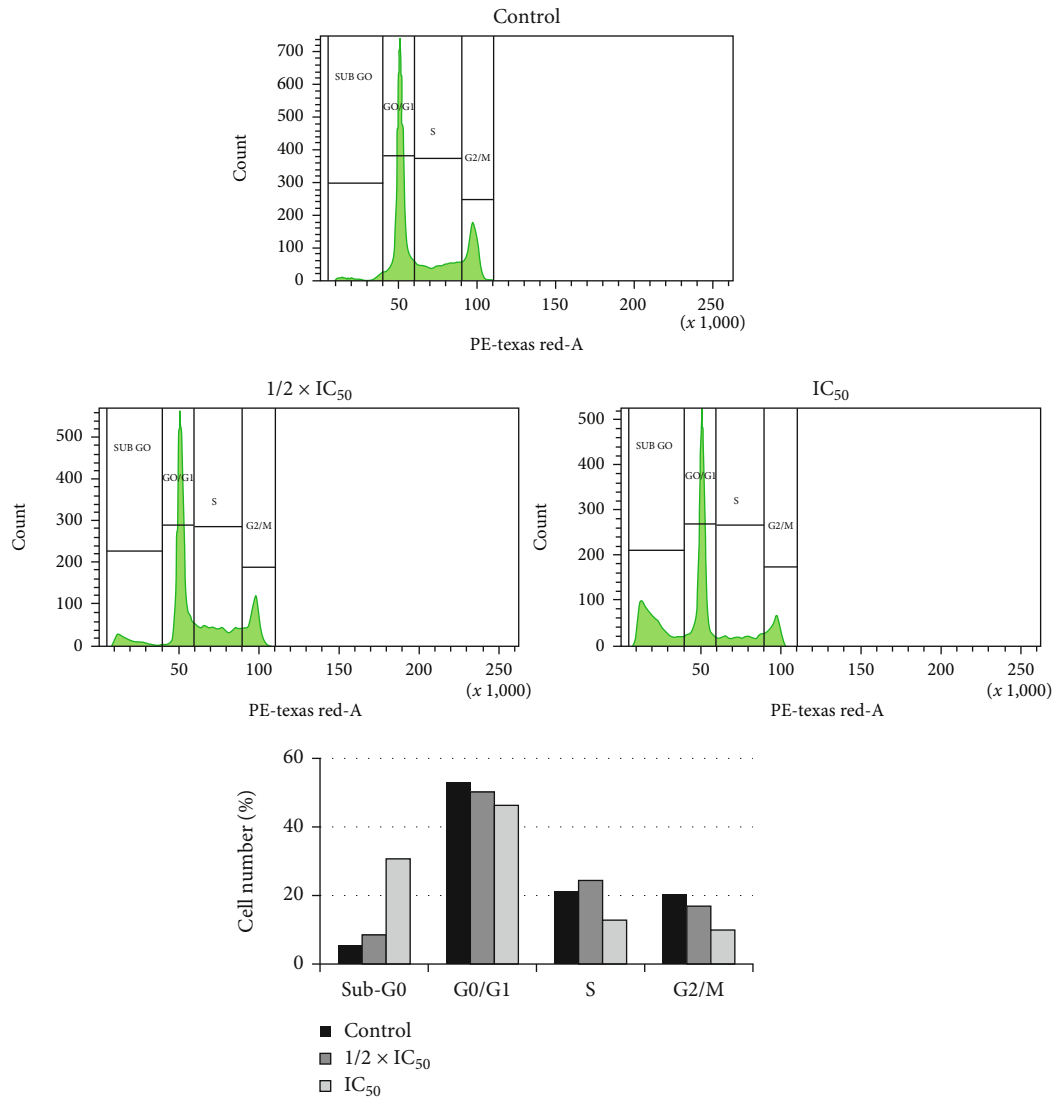 Control
700
600
500
400
300
200
100
0
Count
SUB GO
GO/G1
S
G2/M
50 100 150 200 250
(x 1,000)
PE-texas red-A
1/2 × IC50
500
400
300
200
100
0
Count
SUB GO
GO/G1
S
G2/M
50 100 150 200 250
(x 1,000)
PE-texas red-A
IC50
500
400
300
200
100
0
Count
SUB GO
GO/G1
S
G2/M
50 100 150 200 250
(x 1,000)
PE-texas red-A
60
40
20
0
Cell number (%)
Sub-G0 G0/G1 S G2/M
Control
1/2 × IC50
IC50